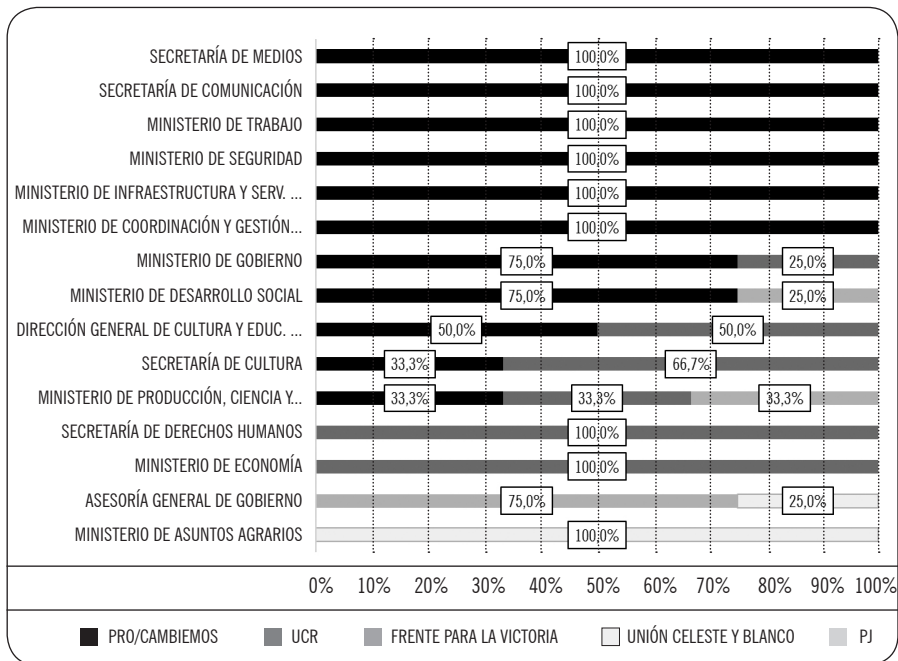 SECRETARÍA DE MEDIOS 100,0%
SECRETARÍA DE COMUNICACIÓN 100,0%
MINISTERIO DE TRABAJO 100,0%
MINISTERIO DE SEGURIDAD 100,0%
MINISTERIO DE INFRAESTRUCTURA Y SERV. ... 100,0%
MINISTERIO DE COORDINACIÓN Y GESTIÓN... 100,0%
MINISTERIO DE GOBIERNO 75,0% 25,0%
MINISTERIO DE DESARROLLO SOCIAL 75,0% 25,0%
DIRECCIÓN GENERAL DE CULTURA Y EDUC. ... 50,0% 50,0%
SECRETARÍA DE CULTURA 33,3% 66,7%
MINISTERIO DE PRODUCCIÓN, CIENCIA Y... 33,3% 33,3% 33,3%
SECRETARÍA DE DERECHOS HUMANOS 100,0%
MINISTERIO DE ECONOMÍA 100,0%
ASESORÍA GENERAL DE GOBIERNO 75,0% 25,0%
MINISTERIO DE ASUNTOS AGRARIOS 100,0%
0% 10% 20% 30% 40% 50% 60% 70% 80% 90% 100%
PRO/CAMBIEMOS UCR FRENTE PARA LA VICTORIA UNIÓN CELESTE Y BLANCO PJ